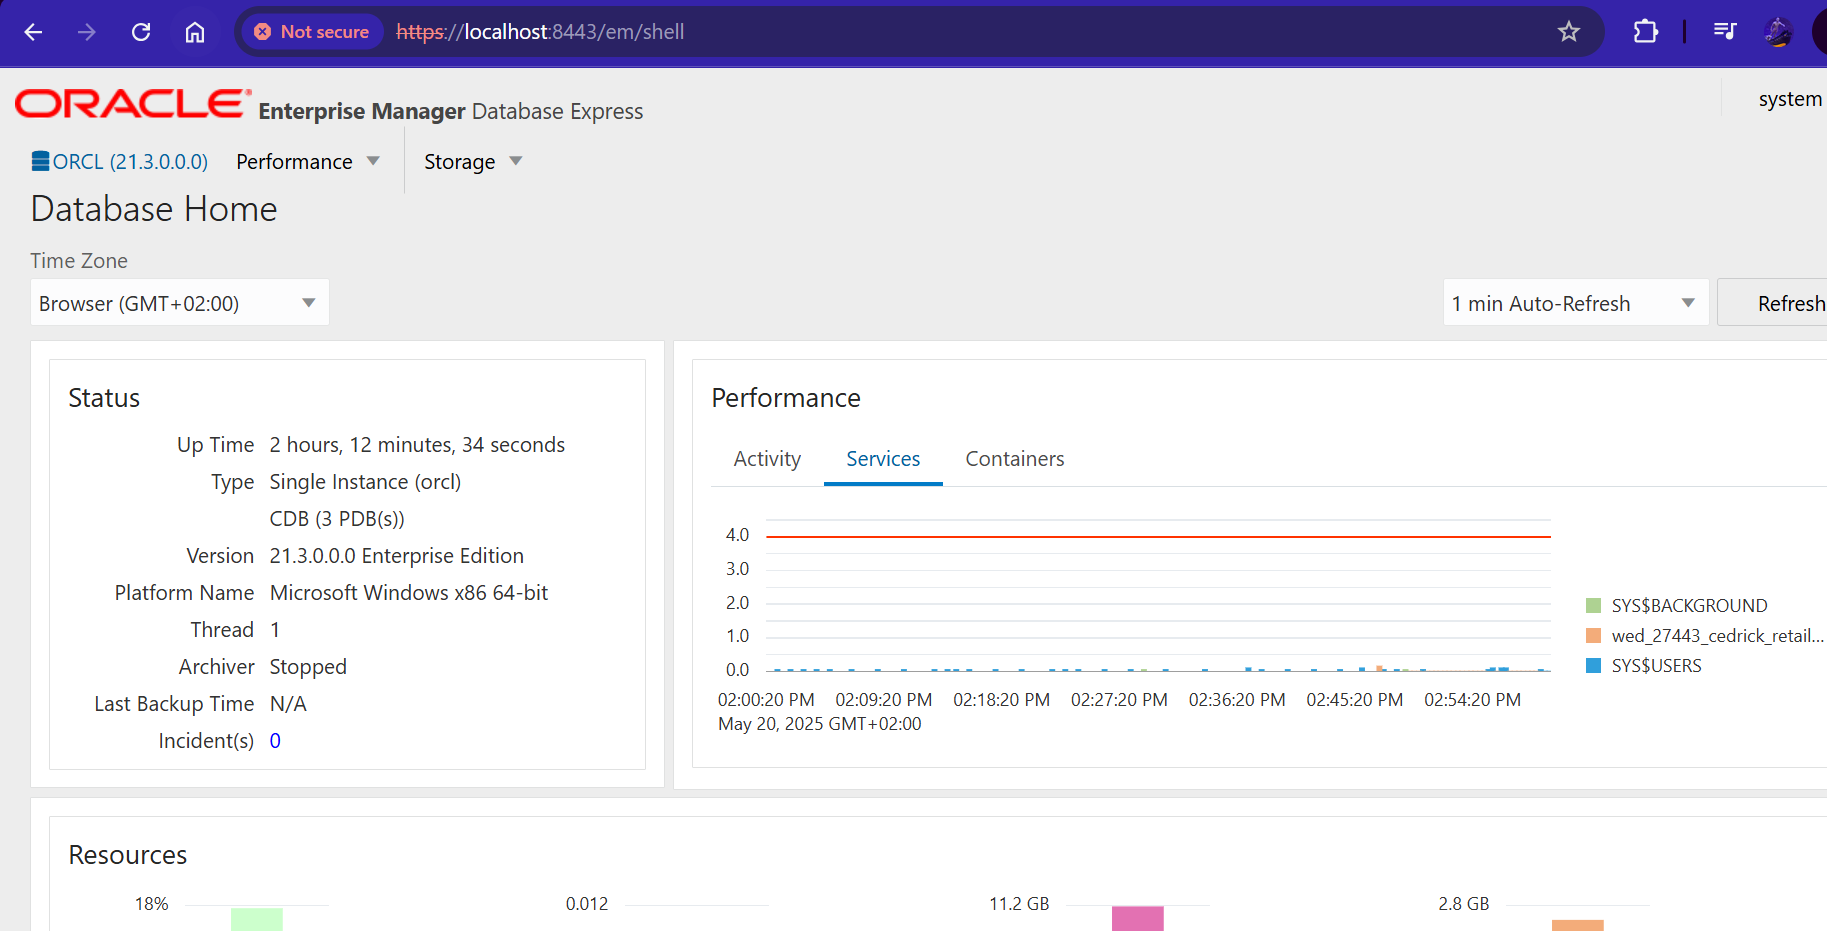 Not secure https://localhost:8443/em/shell
ORACLE Enterprise Manager Database Express
system
ORCL (21.3.0.0.0) Performance Storage
Database Home
Time Zone
Browser (GMT+02:00)
1 min Auto-Refresh
Refresh
Status
Up Time 2 hours, 12 minutes, 34 seconds
Type Single Instance (orcl)
CDB (3 PDB(s))
Version 21.3.0.0.0 Enterprise Edition
Platform Name Microsoft Windows x86 64-bit
Thread 1
Archiver Stopped
Last Backup Time N/A
Incident(s) 0
Performance
Activity Services Containers
4.0
3.0
2.0
1.0
0.0
02:00:20 PM 02:09:20 PM 02:18:20 PM 02:27:20 PM 02:36:20 PM 02:45:20 PM 02:54:20 PM
May 20, 2025 GMT+02:00
SYS$BACKGROUND
wed_27443_cedrick_retail...
SYS$USERS
Resources
18% 0.012 11.2 GB 2.8 GB